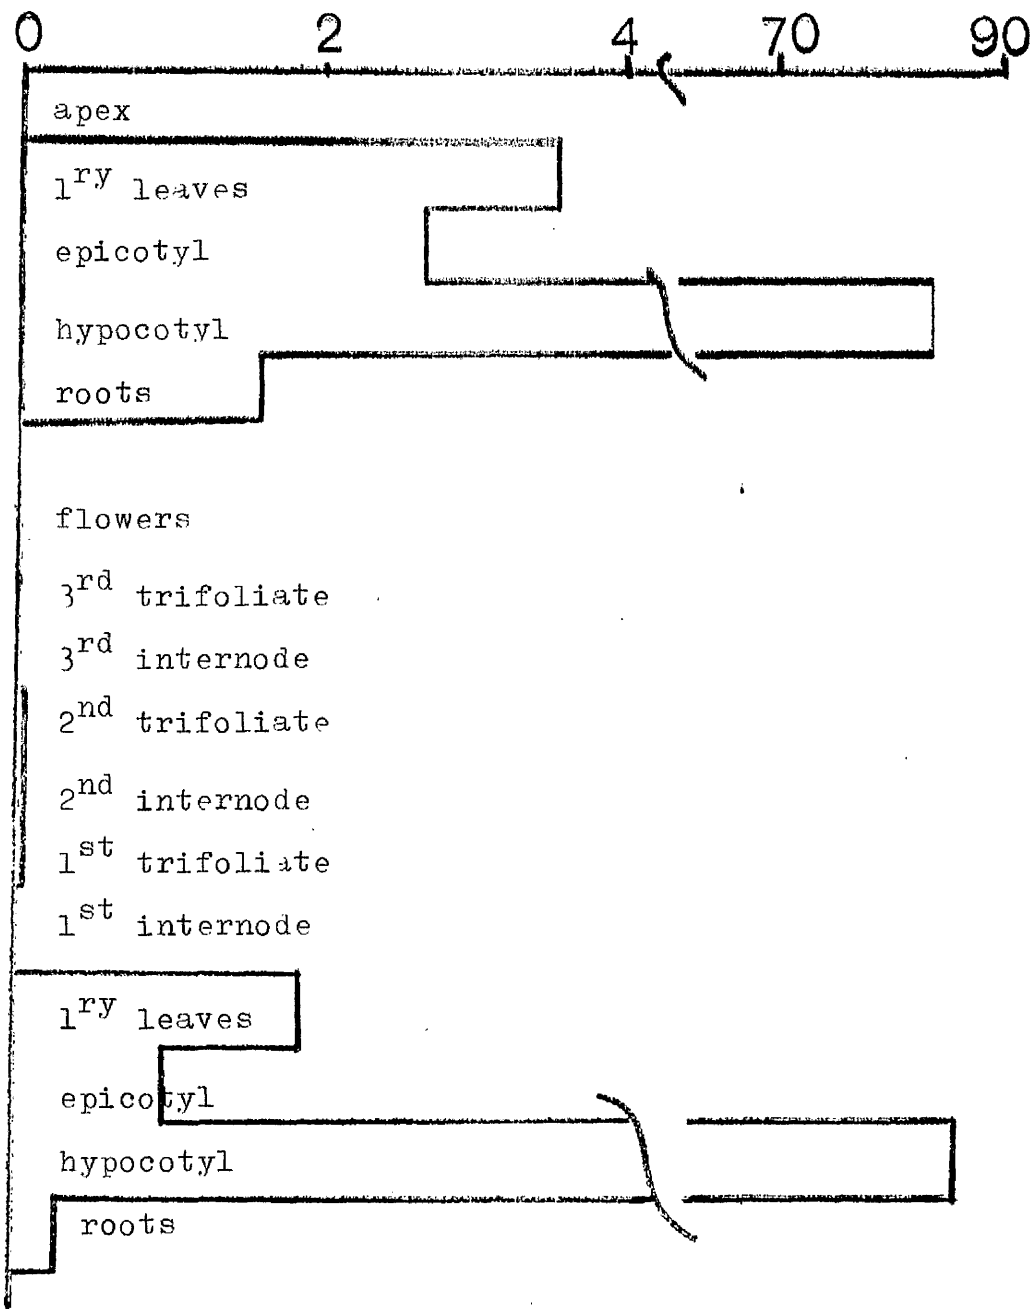 0 2 4 70 90
apex
1ry leaves
epicotyl
hypocotyl
roots
flowers
3rd trifoliate
3rd internode
2nd trifoliate
2nd internode
1st trifoliate
1st internode
1ry leaves
epicotyl
hypocotyl
roots